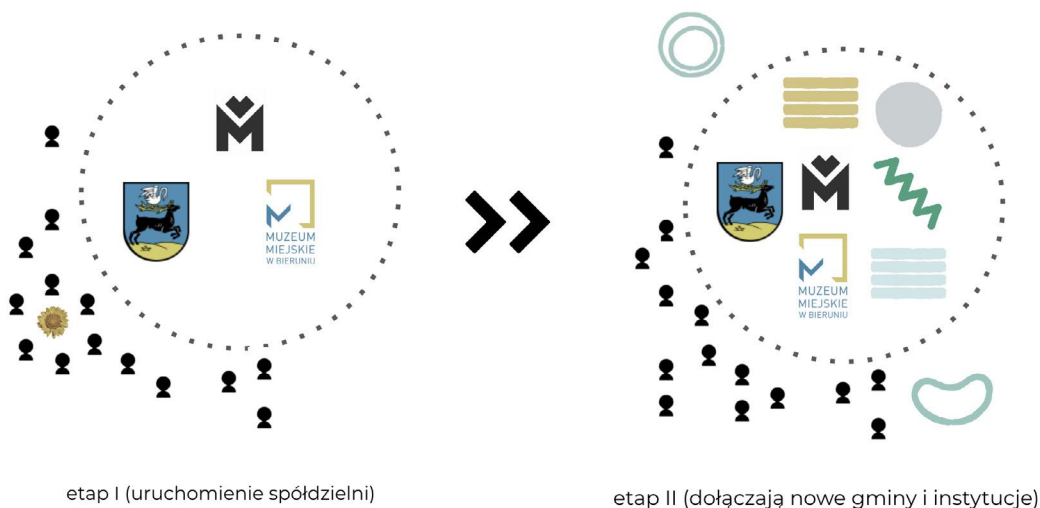 MUZEUM
MIEJSKIE
W BIERUNIU
MUZEUM
MIEJSKIE
W BIERUNIU
etap I (uruchomienie spółdzielni)
etap II (dołączają nowe gminy i instytucje)